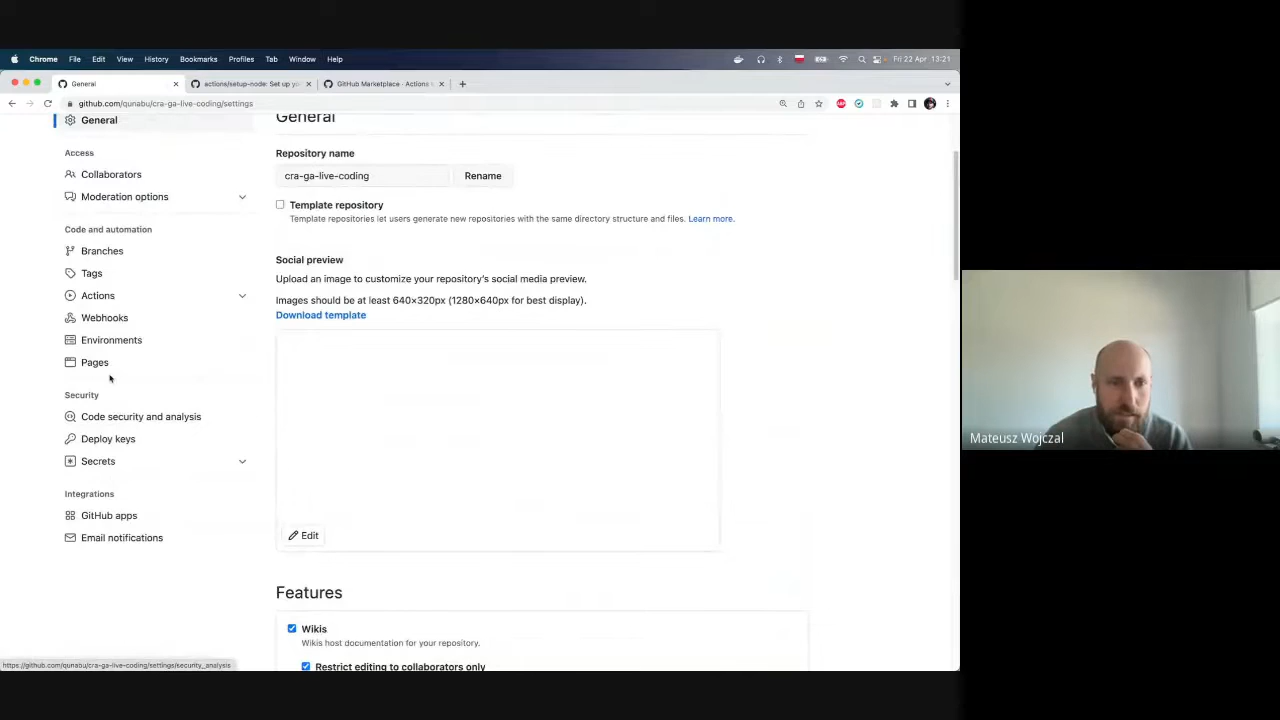 Chrome File Edit View History Bookmarks Profiles Tab Window Help Fri 22 Apr 13:21
General actions/setup-node: Set up yo GitHub Marketplace · Actions t
github.com/qunabu/cra-ga-live-coding/settings
General
Access
Collaborators
Moderation options
Code and automation
Branches
Tags
Actions
Webhooks
Environments
Pages
Security
Code security and analysis
Deploy keys
Secrets
Integrations
GitHub apps
Email notifications
General
Repository name
cra-ga-live-coding Rename
Template repository
Template repositories let users generate new repositories with the same directory structure and files. Learn more.
Social preview
Upload an image to customize your repository's social media preview.
Images should be at least 640×320px (1280×640px for best display).
Download template
Edit
Features
Wikis
Wikis host documentation for your repository.
Restrict editing to collaborators only
https://github.com/qunabu/cra-ga-live-coding/settings/security_analysis
Mateusz Wojczal